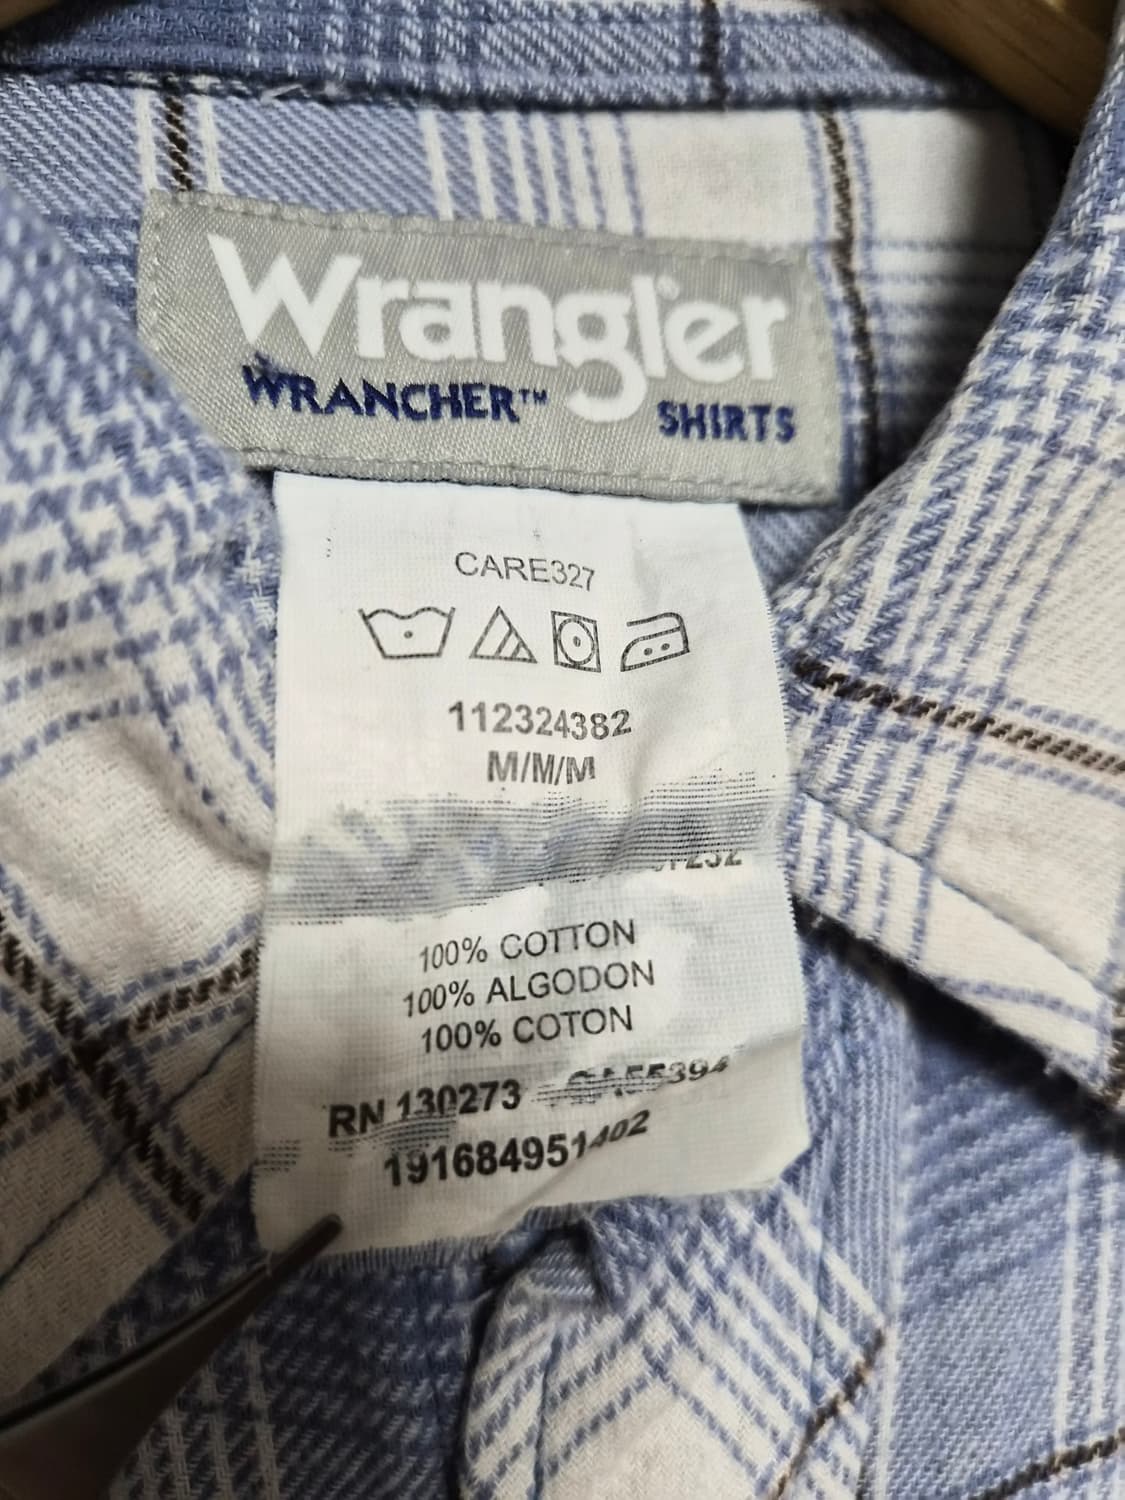 Wrangler®
WRANCHER™ SHIRTS
CARE327
112324382
M/M/M
100% COTTON
100% ALGODON
100% COTON
RN 130273
191684951402